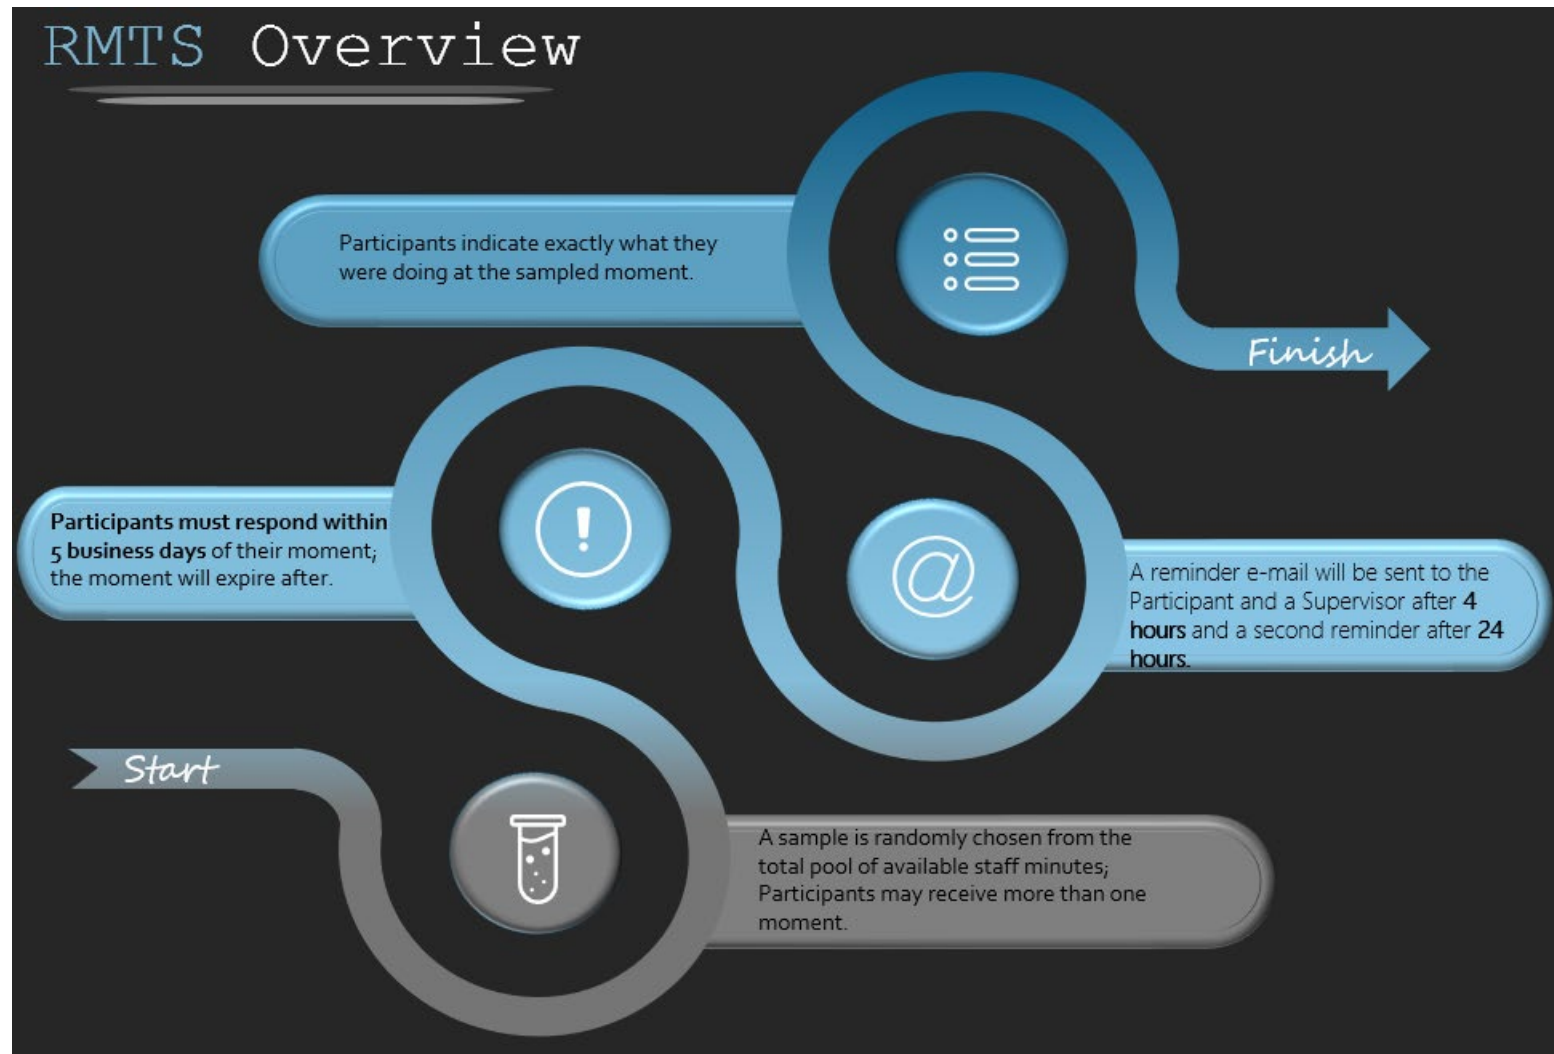 RMTS Overview
Participants indicate exactly what they
were doing at the sampled moment.
Finish
Participants must respond within
5 business days of their moment;
the moment will expire after.
@
A reminder e-mail will be sent to the
Participant and a Supervisor after 4
hours and a second reminder after 24
hours.
Start
A sample is randomly chosen from the
total pool of available staff minutes;
Participants may receive more than one
moment.